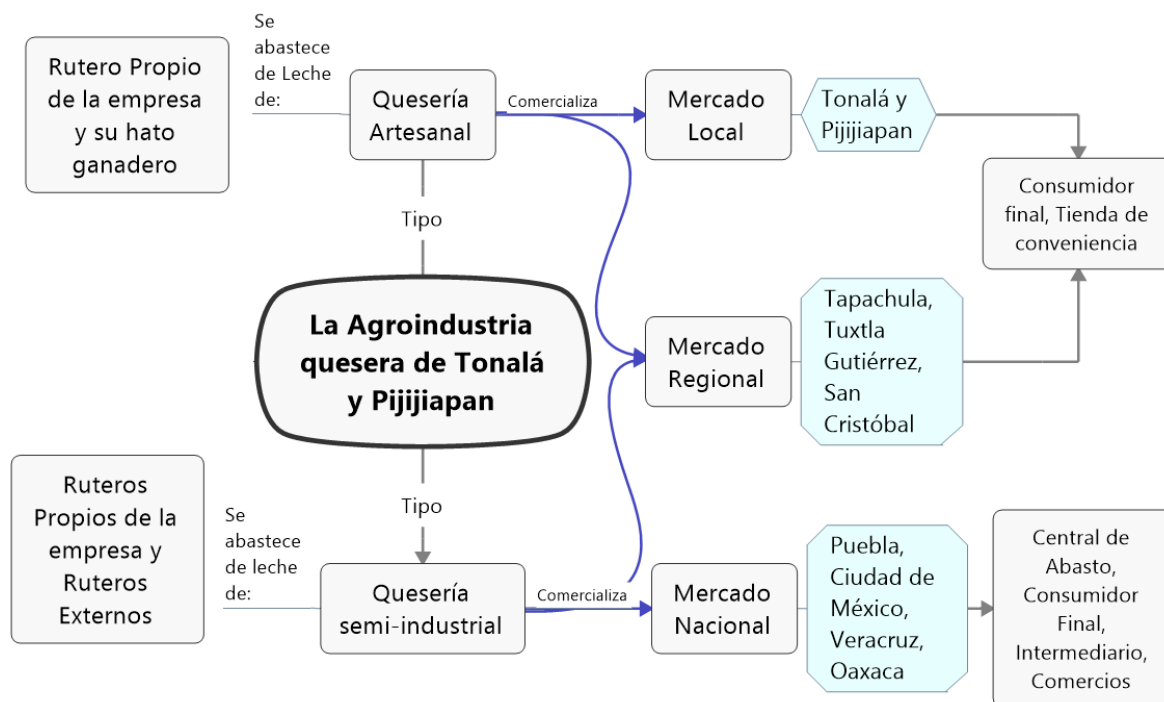 Rutero Propio
de la empresa
y su hato
ganadero
Se
abastece
de Leche
de:
Quesería
Artesanal
Comercializa
Mercado
Local
Tonalá y
Pijijiapan
Consumidor
final, Tienda de
conveniencia
Tipo
La Agroindustria
quesera de Tonalá
y Pijijiapan
Mercado
Regional
Tapachula,
Tuxtla
Gutiérrez,
San
Cristóbal
Tipo
Ruteros
Propios de la
empresa y
Ruteros
Externos
Se
abastece
de leche
de:
Quesería
semi-industrial
Comercializa
Mercado
Nacional
Puebla,
Ciudad de
México,
Veracruz,
Oaxaca
Central de
Abasto,
Consumidor
Final,
Intermediario,
Comercios